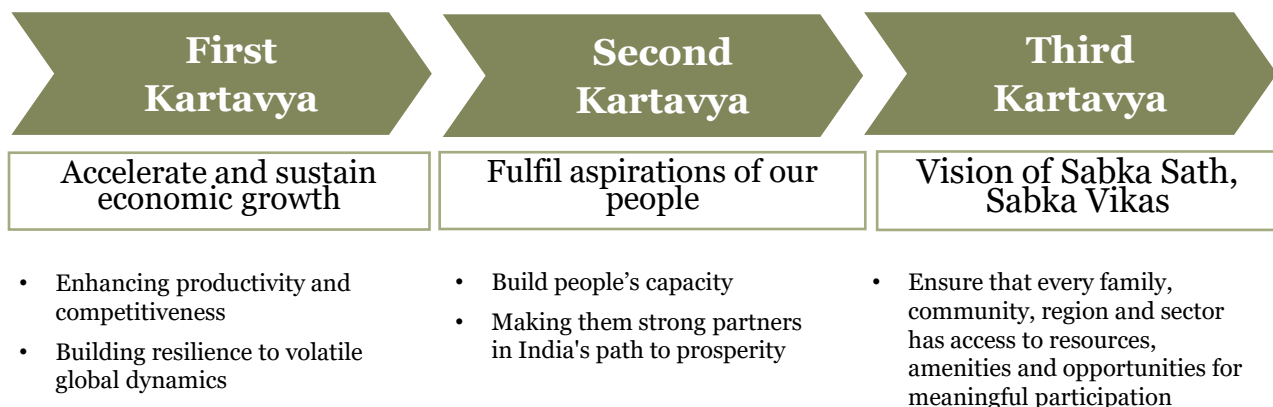 First
Kartavya
Accelerate and sustain
economic growth
• Enhancing productivity and
competitiveness
• Building resilience to volatile
global dynamics
Second
Kartavya
Fulfil aspirations of our
people
• Build people’s capacity
• Making them strong partners
in India's path to prosperity
Third
Kartavya
Vision of Sabka Sath,
Sabka Vikas
• Ensure that every family,
community, region and sector
has access to resources,
amenities and opportunities for
meaningful participation